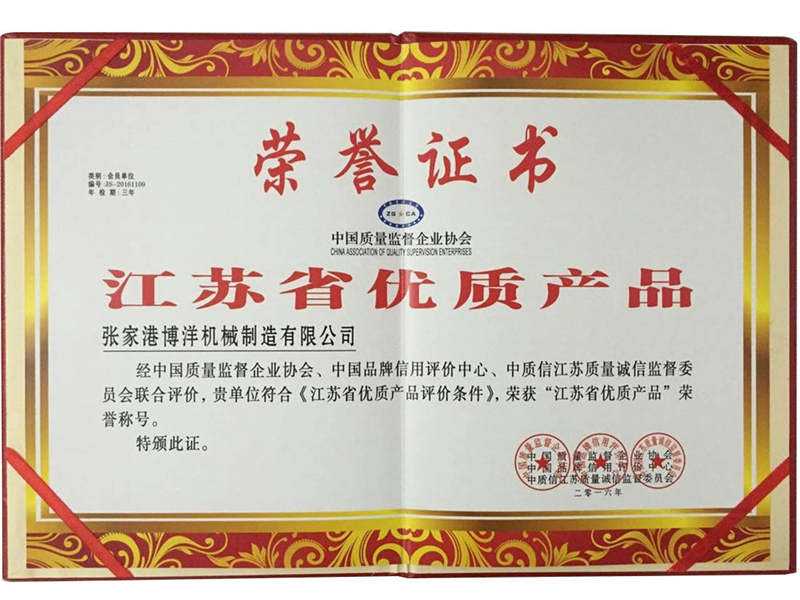 荣誉证书
类别:会员单位
编号:JS-20161109
年检期:三年
ZG★CA
中国质量监督企业协会
CHINA ASSOCIATION OF QUALITY SUPERVISION ENTERPRISES
江苏省优质产品
张家港博洋机械制造有限公司
经中国质量监督企业协会、中国品牌信用评价中心、中质信江苏质量诚信监督委
员会联合评价,贵单位符合《江苏省优质产品评价条件》,荣获“江苏省优质产品”荣
誉称号。
特颁此证。
中国质量监督企业协会
中国品牌信用评价中心
中质信江苏质量诚信监督委员会
二零一六年